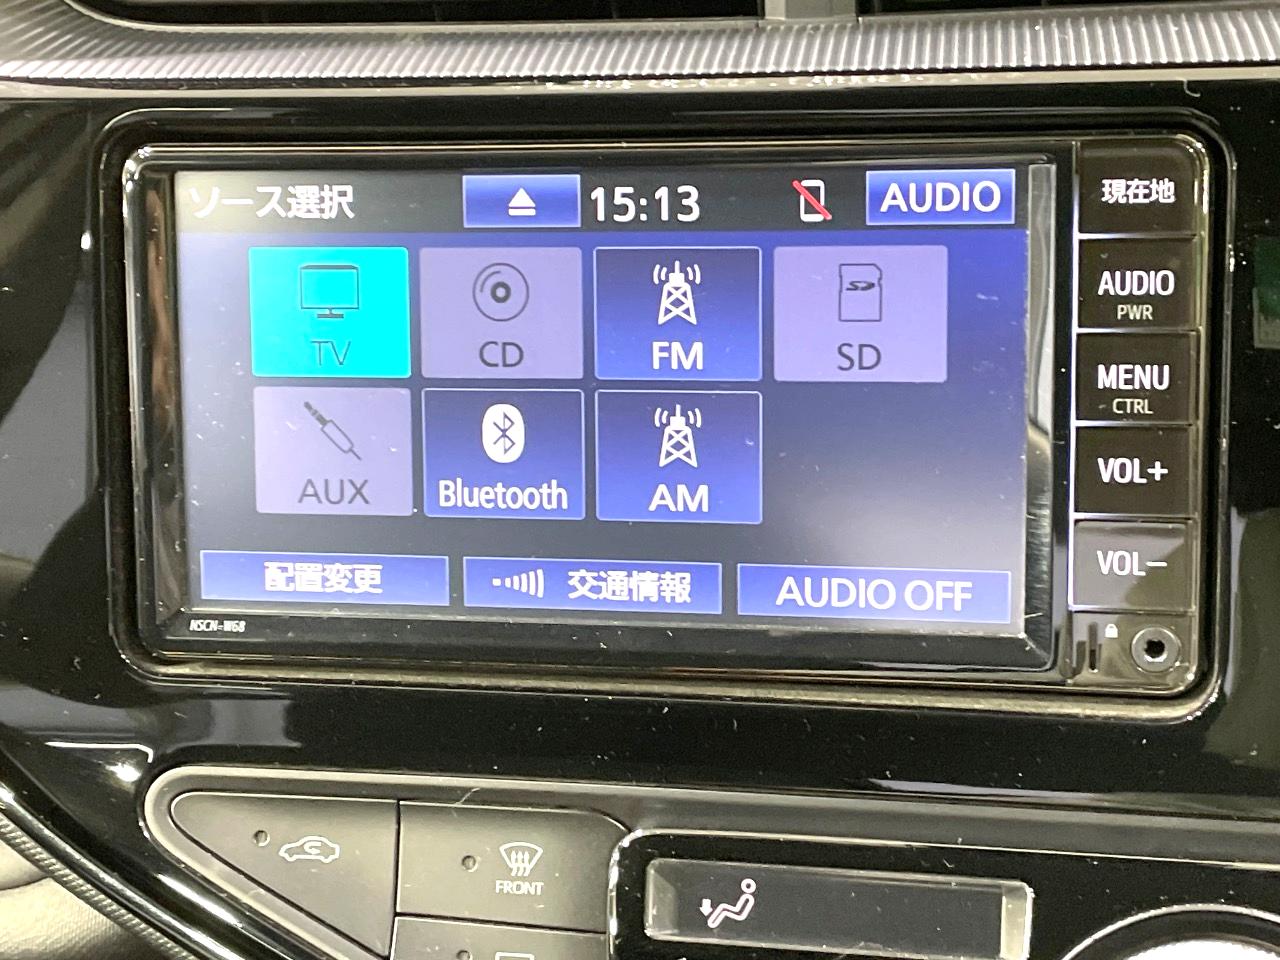 ソース選択
15:13
AUDIO
TV
CD
FM
SD
AUX
Bluetooth
AM
配置変更
交通情報
AUDIO OFF
NSCN-W68
現在地
AUDIO
PWR
MENU
CTRL
VOL+
VOL-
FRONT